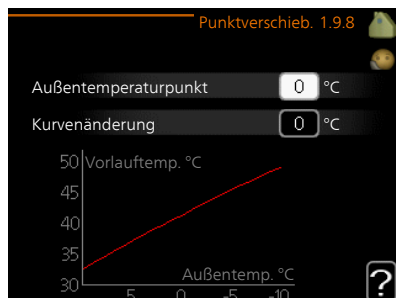 Punktverschieb. 1.9.8
Außentemperaturpunkt 0 °C
Kurvenänderung 0 °C
50 Vorlauftemp. °C
45
40
35
Außentemp. °C
30
5 0 -5 -10
?